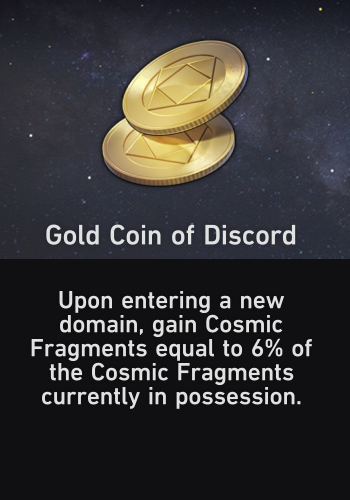 Gold Coin of Discord
Upon entering a new
domain, gain Cosmic
Fragments equal to 6% of
the Cosmic Fragments
currently in possession.